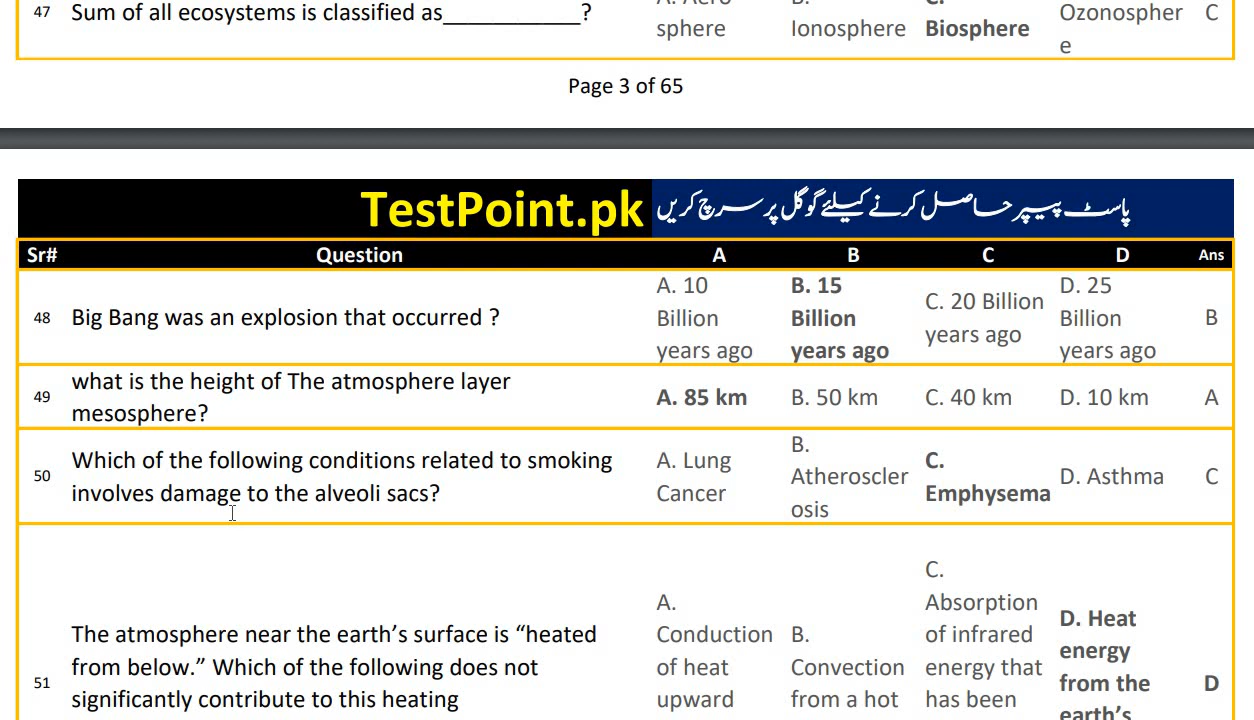 47 Sum of all ecosystems is classified as____________? A. Aero sphere B. Ionosphere C. Biosphere D. Ozonosphere C
Page 3 of 65
TestPoint.pk پاسٹ پیپر حاصل کرنے کیلئے گوگل پر سرچ کریں
Sr# Question A B C D Ans
48 Big Bang was an explosion that occurred ? A. 10 Billion years ago B. 15 Billion years ago C. 20 Billion years ago D. 25 Billion years ago B
49 what is the height of The atmosphere layer mesosphere? A. 85 km B. 50 km C. 40 km D. 10 km A
50 Which of the following conditions related to smoking involves damage to the alveoli sacs? A. Lung Cancer B. Atherosclerosis C. Emphysema D. Asthma C
51 The atmosphere near the earth’s surface is “heated from below.” Which of the following does not significantly contribute to this heating A. Conduction of heat upward B. Convection from a hot C. Absorption of infrared energy that has been D. Heat energy from the earth’s D